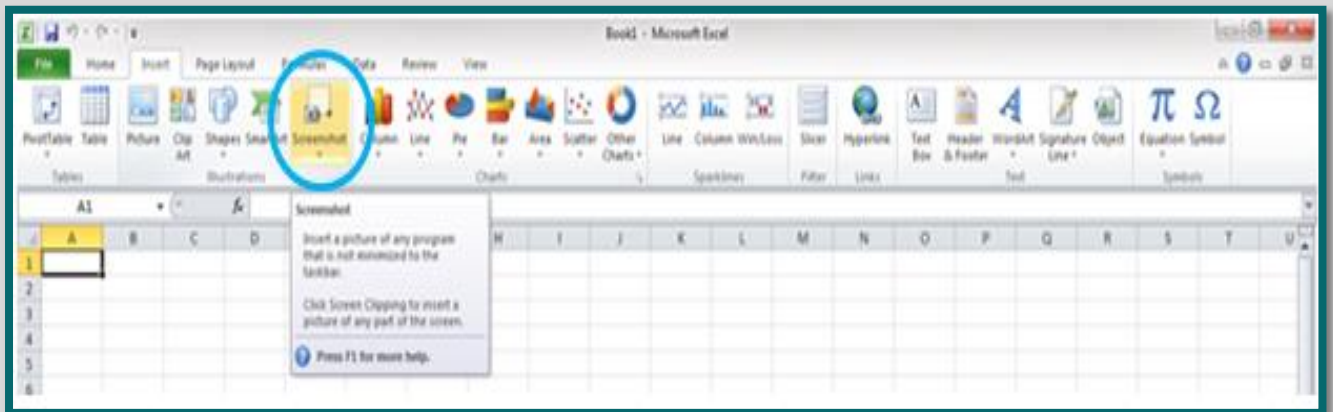 Book1 - Microsoft Excel
File Home Insert Page Layout Formulas Data Review View
PivotTable Table Picture Clip Art Shapes SmartArt Screenshot Column Line Pie Bar Area Scatter Other Charts Line Column Win/Loss Slicer Hyperlink Text Box Header & Footer WordArt Signature Line Object Equation Symbol
Tables Illustrations Charts Sparklines Filter Links Text Symbols
A1 fx
A B C D H I J K L M N O P Q R S T U
1
2
3
4
5
6
Screenshot
Insert a picture of any program
that is not minimized to the
taskbar.
Click Screen Clipping to insert a
picture of any part of the screen.
Press F1 for more help.